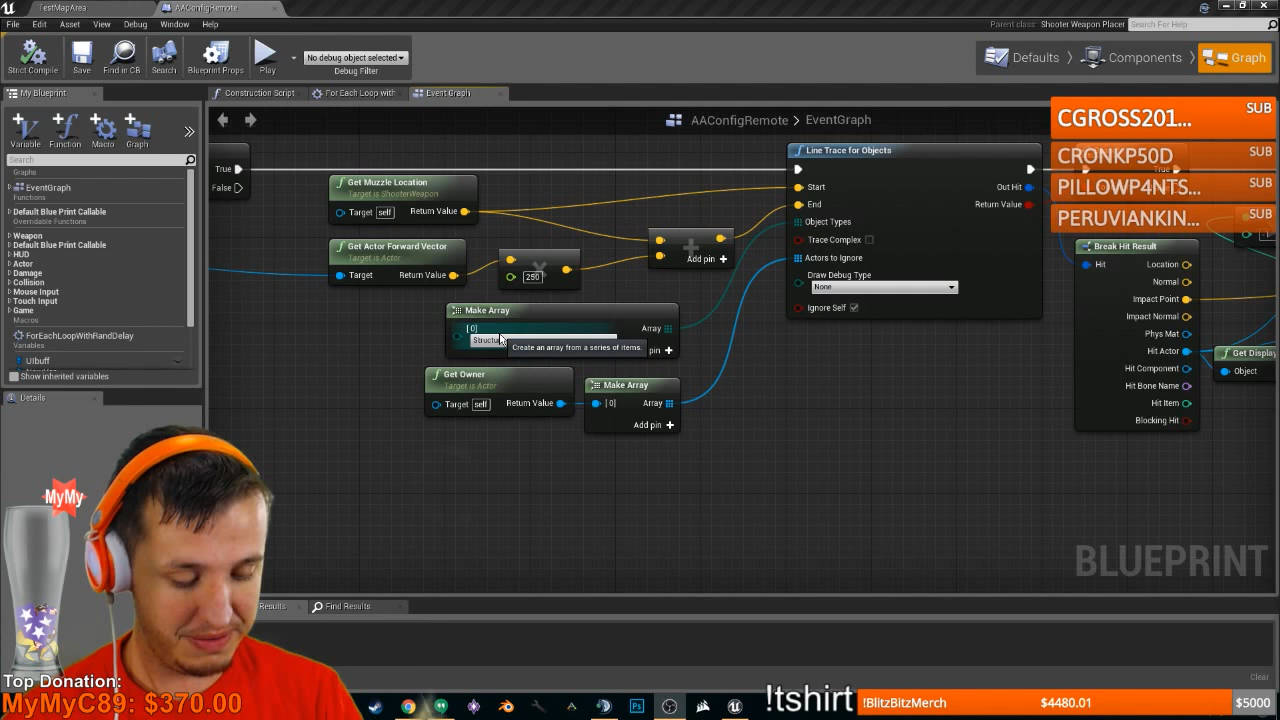 TestMapArea
AAConfigRemote
File Edit Asset View Debug Window Help
Parent class: Shooter Weapon Placer
Search For Help
Strict Compile
Save
Find in CB
Search
Blueprint Props
Play
No debug object selected
Debug Filter
Defaults
Components
Graph
My Blueprint
Construction Script
For Each Loop with
Event Graph
Variable
Function
Macro
Graph
AAConfigRemote > EventGraph
Search
Graphs
EventGraph
Functions
Default Blue Print Callable
Overridable Functions
Weapon
Default Blue Print Callable
HUD
Actor
Damage
Collision
Mouse Input
Touch Input
Game
Macros
ForEachLoopWithRandDelay
UIbuff
Show inherited variables
Details
True
False
Get Muzzle Location
Target is ShooterWeapon
Target self Return Value
Get Actor Forward Vector
Target is Actor
Target Return Value
250
Add pin
Make Array
[0]
Array
Structu
Create an array from a series of items.
pin
Get Owner
Target is Actor
Target self Return Value
Make Array
[0] Array
Add pin
Line Trace for Objects
Start
Out Hit
End
Return Value
Object Types
Trace Complex
Actors to Ignore
Draw Debug Type
None
Ignore Self
CGROSS201... SUB
CRONKP50D SUB
PILLOWP4NTS... SUB
PERUVIANKIN... SUB
True
Break Hit Result
Hit
Location
Normal
Impact Point
Impact Normal
Phys Mat
Hit Actor
Hit Component
Hit Bone Name
Hit Item
Blocking Hit
Get Displ
Object
BLUEPRINT
Results
Find Results
Clear
MyMy
Top Donation:
MyMyC89: $370.00
!tshirt
!BlitzBitzMerch
$4480.01
$5000